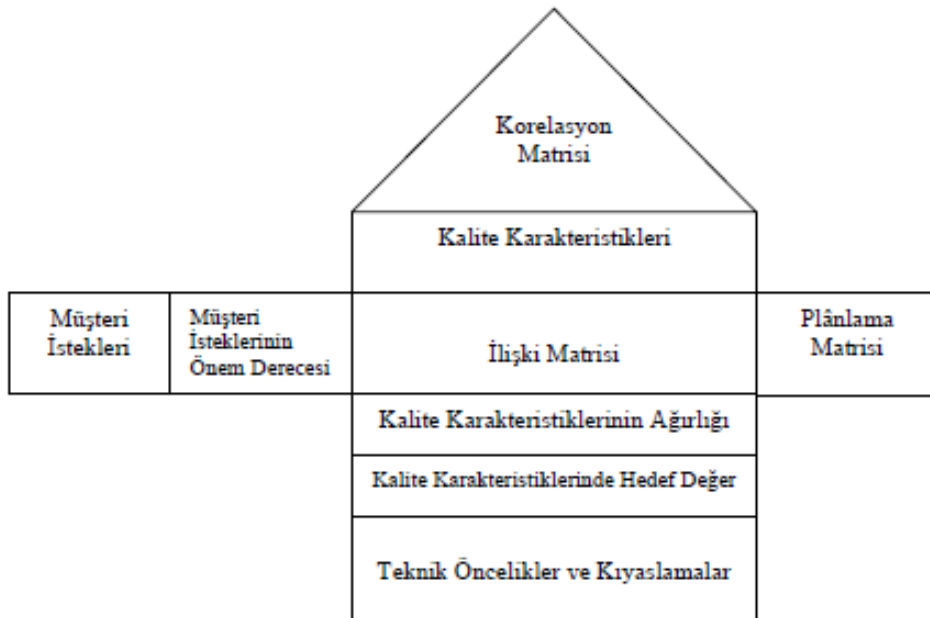 Korelasyon
Matrisi
Kalite Karakteristikleri
Müşteri
İstekleri
Müşteri
İsteklerinin
Önem Derecesi
İlişki Matrisi
Plânlama
Matrisi
Kalite Karakteristiklerinin Ağırlığı
Kalite Karakteristiklerinde Hedef Değer
Teknik Öncelikler ve Kıyaslamalar